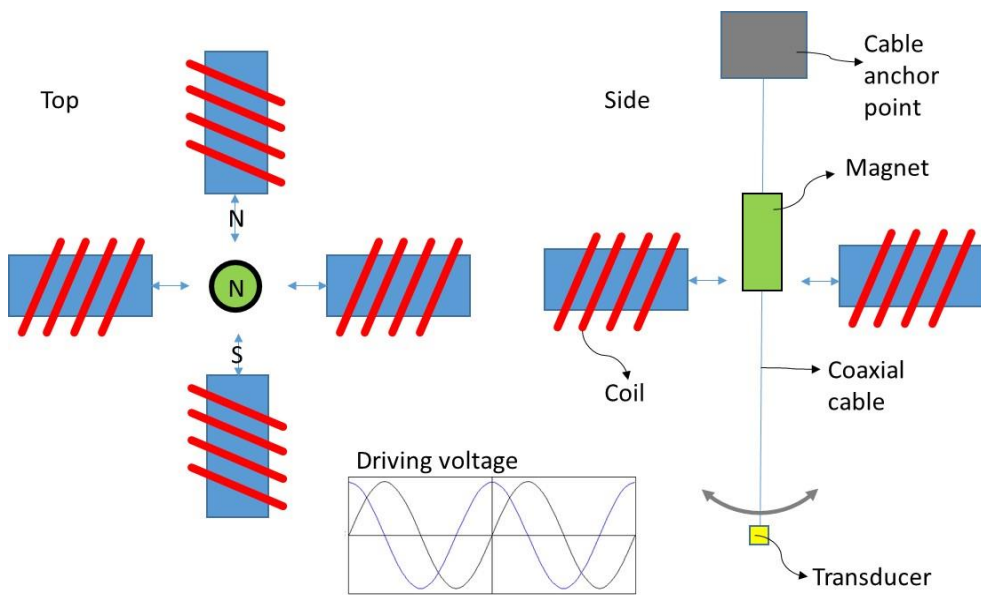 Top
N
N
S
Side
Cable
anchor
point
Magnet
Coil
Coaxial
cable
Driving voltage
Transducer